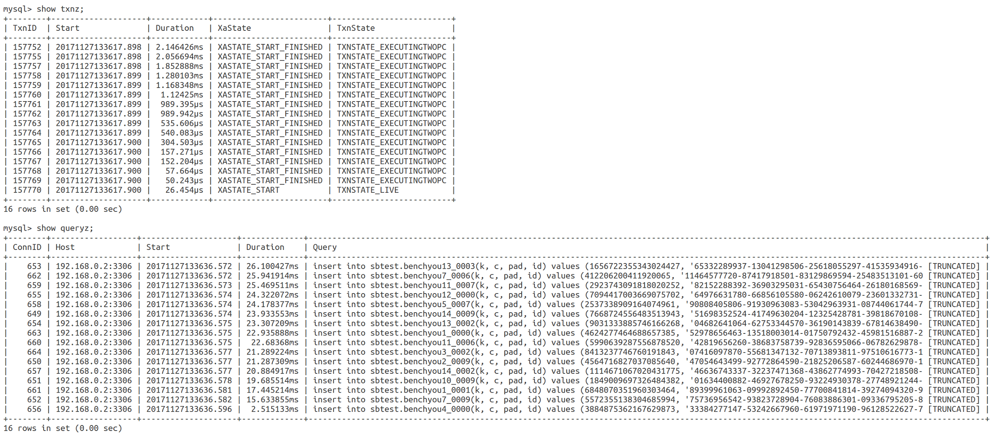 mysql> show txnz;
+--------+--------------------+------------+------------------------+-------------------------+
| TxnID  | Start              | Duration   | XaState                | TxnState                |
+--------+--------------------+------------+------------------------+-------------------------+
| 157752 | 20171127133617.898 | 2.146426ms | XASTATE_START_FINISHED | TXNSTATE_EXECUTINGTWOPC |
| 157755 | 20171127133617.898 | 2.056694ms | XASTATE_START_FINISHED | TXNSTATE_EXECUTINGTWOPC |
| 157757 | 20171127133617.898 | 1.852888ms | XASTATE_START_FINISHED | TXNSTATE_EXECUTINGTWOPC |
| 157758 | 20171127133617.899 | 1.280103ms | XASTATE_START_FINISHED | TXNSTATE_EXECUTINGTWOPC |
| 157759 | 20171127133617.899 | 1.168348ms | XASTATE_START_FINISHED | TXNSTATE_EXECUTINGTWOPC |
| 157760 | 20171127133617.899 |  1.12425ms | XASTATE_START_FINISHED | TXNSTATE_EXECUTINGTWOPC |
| 157761 | 20171127133617.899 |  989.395µs | XASTATE_START_FINISHED | TXNSTATE_EXECUTINGTWOPC |
| 157762 | 20171127133617.899 |  989.942µs | XASTATE_START_FINISHED | TXNSTATE_EXECUTINGTWOPC |
| 157763 | 20171127133617.899 |  535.606µs | XASTATE_START_FINISHED | TXNSTATE_EXECUTINGTWOPC |
| 157764 | 20171127133617.899 |  540.083µs | XASTATE_START_FINISHED | TXNSTATE_EXECUTINGTWOPC |
| 157765 | 20171127133617.900 |  304.503µs | XASTATE_START_FINISHED | TXNSTATE_EXECUTINGTWOPC |
| 157766 | 20171127133617.900 |  157.271µs | XASTATE_START_FINISHED | TXNSTATE_EXECUTINGTWOPC |
| 157767 | 20171127133617.900 |  152.204µs | XASTATE_START_FINISHED | TXNSTATE_EXECUTINGTWOPC |
| 157768 | 20171127133617.900 |   57.664µs | XASTATE_START_FINISHED | TXNSTATE_EXECUTINGTWOPC |
| 157769 | 20171127133617.900 |   50.243µs | XASTATE_START_FINISHED | TXNSTATE_EXECUTINGTWOPC |
| 157770 | 20171127133617.900 |   26.454µs | XASTATE_START          | TXNSTATE_LIVE           |
+--------+--------------------+------------+------------------------+-------------------------+
16 rows in set (0.00 sec)
mysql> show queryz;
+--------+------------------+--------------------+-------------+----------------------------------------------------------------------------------------------------------------------------------------------+
| ConnID | Host             | Start              | Duration    | Query                                                                                                                                        |
+--------+------------------+--------------------+-------------+----------------------------------------------------------------------------------------------------------------------------------------------+
|    653 | 192.168.0.2:3306 | 20171127133636.572 | 26.100427ms | insert into sbtest.benchyou13_0003(k, c, pad, id) values (1656722355343024427, '65332289937-13041298506-25618055297-41535934916- [TRUNCATED] |
|    662 | 192.168.0.2:3306 | 20171127133636.572 | 25.941914ms | insert into sbtest.benchyou7_0006(k, c, pad, id) values (412206200411920065, '11464577720-87417918501-83129869594-25483513101-60 [TRUNCATED] |
|    659 | 192.168.0.2:3306 | 20171127133636.573 | 25.469511ms | insert into sbtest.benchyou11_0007(k, c, pad, id) values (2923743091818020252, '82152288392-36903295031-65430756464-26180168569- [TRUNCATED] |
|    655 | 192.168.0.2:3306 | 20171127133636.574 | 24.322072ms | insert into sbtest.benchyou12_0000(k, c, pad, id) values (7094417003669075702, '64976631780-66856105580-06242610079-23601332731- [TRUNCATED] |
|    658 | 192.168.0.2:3306 | 20171127133636.574 | 24.178377ms | insert into sbtest.benchyou5_0007(k, c, pad, id) values (2537338909164074961, '90808405806-91930963083-53042963931-08744061744-7 [TRUNCATED] |
|    649 | 192.168.0.2:3306 | 20171127133636.574 | 23.933553ms | insert into sbtest.benchyou14_0009(k, c, pad, id) values (7668724556483513943, '51698352524-41749630204-12325428781-39818670108- [TRUNCATED] |
|    654 | 192.168.0.2:3306 | 20171127133636.575 | 23.307209ms | insert into sbtest.benchyou13_0002(k, c, pad, id) values (9031333885746166268, '04682641064-62753344570-36190143839-67814638490- [TRUNCATED] |
|    663 | 192.168.0.2:3306 | 20171127133636.575 | 22.935888ms | insert into sbtest.benchyou1_0000(k, c, pad, id) values (4624277464688657385, '52978656463-13518003014-01750792432-45981516887-2 [TRUNCATED] |
|    660 | 192.168.0.2:3306 | 20171127133636.575 |  22.68368ms | insert into sbtest.benchyou11_0006(k, c, pad, id) values (5990639287556878520, '42819656260-38683758739-92836595066-06782629878- [TRUNCATED] |
|    664 | 192.168.0.2:3306 | 20171127133636.577 | 21.289224ms | insert into sbtest.benchyou3_0002(k, c, pad, id) values (8413237746760191843, '07416097870-55681347132-70713893811-97510616773-1 [TRUNCATED] |
|    650 | 192.168.0.2:3306 | 20171127133636.577 | 21.287309ms | insert into sbtest.benchyou2_0009(k, c, pad, id) values (4564716827037085640, '47054643499-92772864590-21825206587-60244686970-1 [TRUNCATED] |
|    657 | 192.168.0.2:3306 | 20171127133636.577 | 20.884917ms | insert into sbtest.benchyou14_0002(k, c, pad, id) values (1114671067020431775, '46636743337-32237471368-43862774993-70427218508- [TRUNCATED] |
|    651 | 192.168.0.2:3306 | 20171127133636.578 | 19.685514ms | insert into sbtest.benchyou10_0009(k, c, pad, id) values (1849009697326484382, '01634400882-46927678250-93224930378-27748921244- [TRUNCATED] |
|    661 | 192.168.0.2:3306 | 20171127133636.581 | 17.445214ms | insert into sbtest.benchyou1_0001(k, c, pad, id) values (6848070351960303464, '89399961063-09992892450-77700841814-39274094320-9 [TRUNCATED] |
|    652 | 192.168.0.2:3306 | 20171127133636.582 | 15.633855ms | insert into sbtest.benchyou7_0009(k, c, pad, id) values (5572355138304685994, '75736956542-93823728904-76083886301-09336795205-8 [TRUNCATED] |
|    656 | 192.168.0.2:3306 | 20171127133636.596 |  2.515133ms | insert into sbtest.benchyou4_0000(k, c, pad, id) values (3884875362167629873, '33384277147-53242667960-61971971190-96128522627-7 [TRUNCATED] |
+--------+------------------+--------------------+-------------+----------------------------------------------------------------------------------------------------------------------------------------------+
16 rows in set (0.00 sec)